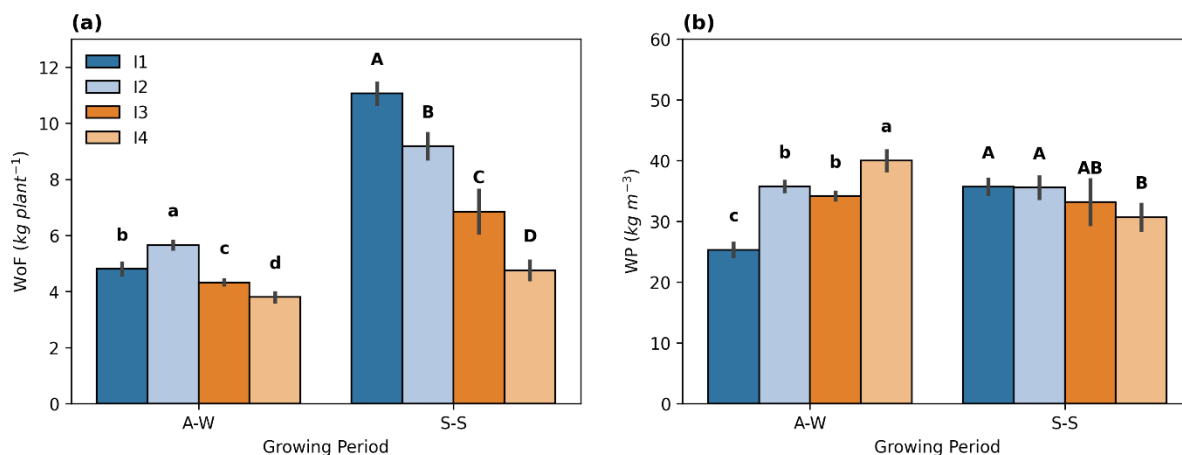 (a)
WoF (kg plant⁻¹)
12
10
8
6
4
2
0
I1
I2
I3
I4
b
a
c
d
A
B
C
D
A-W
S-S
Growing Period
(b)
WP (kg m⁻³)
60
50
40
30
20
10
0
c
b
b
a
A
A
AB
B
A-W
S-S
Growing Period